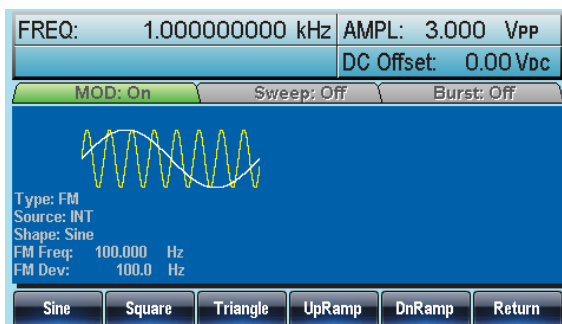 FREQ: 1.000000000 kHz AMPL: 3.000 VPP
DC Offset: 0.00 VDC
MOD: On Sweep: Off Burst: Off
Type: FM
Source: INT
Shape: Sine
FM Freq: 100.000 Hz
FM Dev: 100.0 Hz
Sine Square Triangle UpRamp DnRamp Return